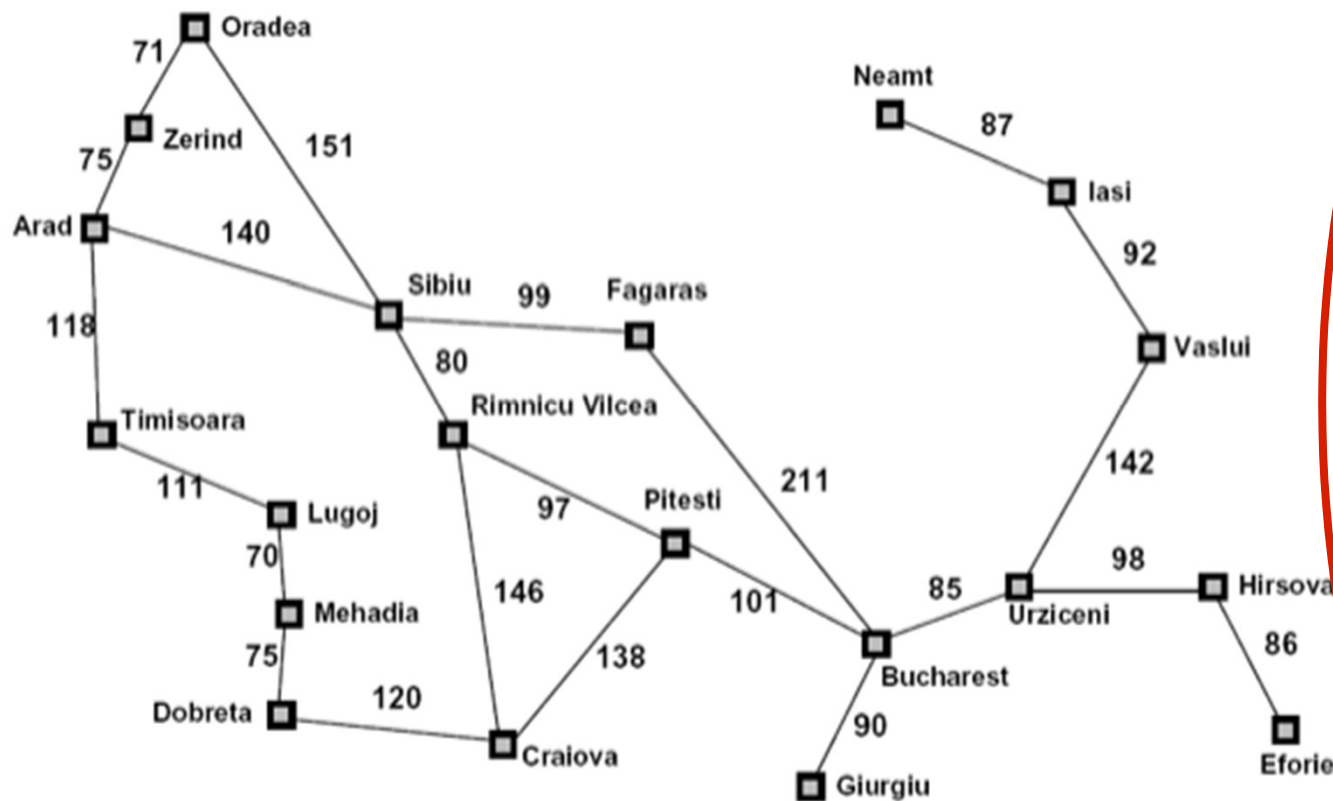 Oradea
71
Neamt
87
Zerind
151
75
Iasi
Arad
140
92
Sibiu
99
Fagaras
118
Vaslui
80
Rimnicu Vilcea
Timisoara
142
211
111
Pitesti
Lugoj
97
70
98
146
85
Hirsova
101
Mehadia
Urziceni
86
75
138
Bucharest
120
Dobreta
90
Craiova
Eforie
Giurgiu